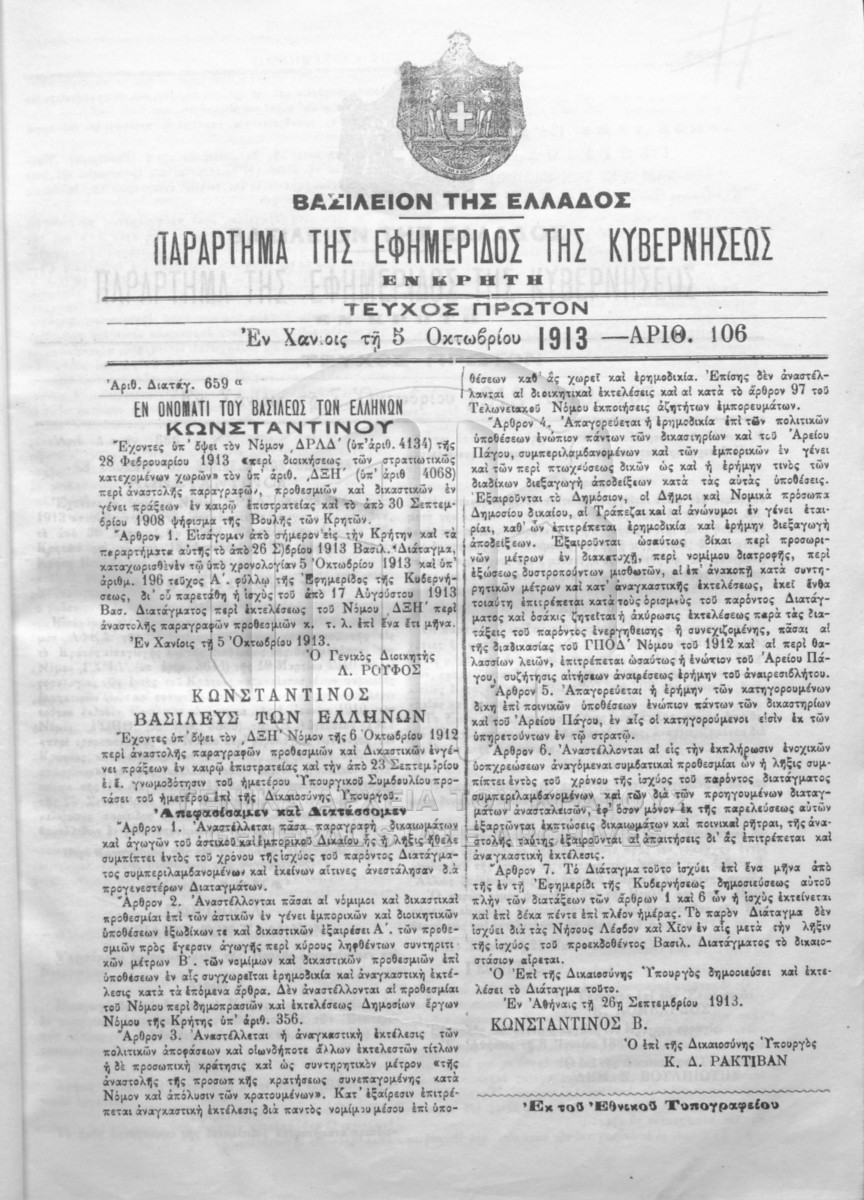 ΒΑΣΙΛΕΙΟΝ ΤΗΣ ΕΛΛΑΔΟΣ
ΠΑΡΑΡΤΗΜΑ ΤΗΣ ΕΦΗΜΕΡΙΔΟΣ ΤΗΣ ΚΥΒΕΡΝΗΣΕΩΣ
ΕΝ ΚΡΗΤΗ
ΤΕΥΧΟΣ ΠΡΩΤΟΝ
Ἐν Χανίοις τῇ 5 Ὀκτωβρίου 1913 —ΑΡΙΘ. 106
Ἀριθ. Διατάγ. 659 α
ΕΝ ΟΝΟΜΑΤΙ ΤΟΥ ΒΑΣΙΛΕΩΣ ΤΩΝ ΕΛΛΗΝΩΝ
ΚΩΝΣΤΑΝΤΙΝΟΥ
Ἔχοντες ὑπ' ὄψει τὸν Νόμον ͵ΔΡΛΔ' (ὑπ' ἀριθ. 4134) τῆς
28 Φεβρουαρίου 1913 «περὶ διοικήσεως τῶν στρατιωτικῶς
κατεχομένων χωρῶν» τὸν ὑπ' ἀριθ. ͵ΔΞΗ' (ὑπ' ἀριθ 4068)
περὶ ἀναστολῆς παραγραφῶν, προθεσμιῶν καὶ δικαστικῶν ἐν
γένει πράξεων ἐν καιρῷ ἐπιστρατείας καὶ τὸ ἀπὸ 30 Σεπτεμ-
βρίου 1908 ψήφισμα τῆς Βουλῆς τῶν Κρητῶν.
Ἄρθρον 1. Εἰσάγομεν ἀπὸ σήμερον εἰς τὴν Κρήτην καὶ τὰ
παραρτήματα αὐτῆς τὸ ἀπὸ 26 Σ)βρίου 1913 Βασιλ. Διάταγμα,
καταχωρισθὲν τῷ ὑπὸ χρονολογίαν 5 Ὀκτωβρίου 1913 καὶ ὑπ'
ἀριθμ. 196 τεῦχος Α'. φύλλῳ τῆς Ἐφημερίδος τῆς Κυβερνή-
σεως, δι' οὗ παρετάθη ἡ ἰσχὺς τοῦ ἀπὸ 17 Αὐγούστου 1913
Βασ. Διατάγματος περὶ ἐκτελέσεως τοῦ Νόμου ͵ΔΞΗ' περὶ
ἀναστολῆς παραγραφῶν προθεσμιῶν κ. τ. λ. ἐπὶ ἕνα ἔτι μῆνα.
Ἐν Χανίοις τῇ 5 Ὀκτωβρίου 1913.
Ὁ Γενικὸς Διοικητὴς
Λ. ΡΟΥΦΟΣ
ΚΩΝΣΤΑΝΤΙΝΟΣ
ΒΑΣΙΛΕΥΣ ΤΩΝ ΕΛΛΗΝΩΝ
Ἔχοντες ὑπ' ὄψει τὸν ͵ΔΞΗ' Νόμον τῆς 6 Ὀκτωβρίου 1912
περὶ ἀναστολῆς παραγραφῶν προθεσμιῶν καὶ Δικαστικῶν ἐν γέ-
νει πράξεων ἐν καιρῷ ἐπιστρατείας καὶ τὴν ἀπὸ 23 Σεπτεμβρίου
ἐ. ἔ. γνωμοδότησιν τοῦ ἡμετέρου Ὑπουργικοῦ Συμβουλίου προ-
τάσει τοῦ ἡμετέρου ἐπὶ τῆς Δικαιοσύνης Ὑπουργοῦ.
Ἀπεφασίσαμεν καὶ Διατάσσομεν
Ἄρθρον 1. Ἀναστέλλεται πᾶσα παραγραφὴ δικαιωμάτων
καὶ ἀγωγῶν τοῦ ἀστικοῦ καὶ ἐμπορικοῦ Δικαίου ἧς ἡ λῆξις ἤθελε
συμπίπτει ἐντὸς τοῦ χρόνου τῆς ἰσχύος τοῦ παρόντος Διατάγμα-
τος συμπεριλαμβανομένων καὶ ἐκείνων αἵτινες ἀνεστάλησαν διὰ
προγενεστέρων Διαταγμάτων.
Ἄρθρον 2. Ἀναστέλλονται πᾶσαι αἱ νόμιμοι καὶ δικαστικαὶ
προθεσμίαι ἐπὶ τῶν ἀστικῶν ἐν γένει ἐμπορικῶν καὶ διοικητικῶν
ὑποθέσεων ἐξωδίκων τε καὶ δικαστικῶν ἐξαιρέσει Α'. τῶν προθε-
σμιῶν πρὸς ἔγερσιν ἀγωγῆς περὶ κύρους ληφθέντων συντηριτι
κῶν μέτρων Β'. τῶν νομίμων καὶ δικαστικῶν προθεσμιῶν ἐπὶ
ὑποθέσεων ἐν αἷς συγχωρεῖται ἐρημοδικία καὶ ἀναγκαστικὴ ἐκτέ-
λεσις κατὰ τὰ ἑπόμενα ἄρθρα. Δὲν ἀναστέλλονται αἱ προθεσμίαι
τοῦ Νόμου περὶ δημοπρασιῶν καὶ ἐκτελέσεως Δημοσίων ἔργων
Νόμου τῆς Κρήτης ὑπ' ἀριθ. 356.
Ἄρθρον 3. Ἀναστέλλεται ἡ ἀναγκαστικὴ ἐκτέλεσις τῶν
πολιτικῶν ἀποφάσεων καὶ οἱωνδήποτε ἄλλων ἐκτελεστῶν τίτλων
ἡ δὲ προσωπικὴ κράτησις καὶ ὡς συντηρητικὸν μέτρον «τῆς
ἀναστολῆς τῆς προσωπικῆς κρατήσεως συνεπαγομένης κατὰ
Νόμον καὶ ἀπόλυσιν τῶν κρατουμένων». Κατ' ἐξαίρεσιν ἐπιτρέ-
πεται ἀναγκαστικὴ ἐκτέλεσις διὰ παντὸς νομίμου μέσου ἐπὶ ὑπο-
θέσεων καθ' ἃς χωρεῖ καὶ ἐρημοδικία. Ἐπίσης δὲν ἀναστέλ-
λονται αἱ διοικητικαὶ ἐκτελέσεις καὶ αἱ κατὰ τὸ ἄρθρον 97 τοῦ
Τελωνειακοῦ Νόμου ἐκποιήσεις ἀζητήτων ἐμπορευμάτων.
Ἄρθρον 4. Ἀπαγορεύεται ἡ ἐρημοδικία ἐπὶ τῶν πολιτικῶν
ὑποθέσεων ἐνώπιον πάντων τῶν δικαστηρίων καὶ τοῦ Ἀρείου
Πάγου, συμπεριλαμβανομένων καὶ τῶν ἐμπορικῶν ἐν γένει
καὶ τῶν περὶ πτωχεύσεως δικῶν ὡς καὶ ἡ ἐρήμην τινὸς τῶν
διαδίκων διεξαγωγὴ ἀποδείξεων κατὰ τὰς αὐτὰς ὑποθέσεις.
Ἐξαιροῦνται τὸ Δημόσιον, οἱ Δῆμοι καὶ Νομικὰ πρόσωπα
Δημοσίου δικαίου, αἱ Τράπεζαι καὶ αἱ ἀνώνυμοι ἐν γένει ἑται-
ρίαι, καθ' ὧν ἐπιτρέπεται ἐρημοδικία καὶ ἐρήμην διεξαγωγὴ
ἀποδείξεων. Ἐξαιροῦνται ὡσαύτως δίκαι περὶ προσωρι-
νῶν μέτρων ἐν διακατοχῇ, περὶ νομίμου διατροφῆς, περὶ
ἐξώσεως δυστροπούντων μισθωτῶν, αἱ ἐπ' ἀνακοπῇ κατὰ συντη-
ρητικῶν μέτρων καὶ κατ' ἀναγκαστικῆς ἐκτελέσεως, ἐκεῖ ἔνθα
τοιαύτη ἐπιτρέπεται κατὰ τοὺς ὁρισμοὺς τοῦ παρόντος Διατάγ-
ματος καὶ ὁσάκις ζητεῖται ἡ ἀκύρωσις ἐκτελέσεως παρὰ τὰς δια-
τάξεις τοῦ παρόντος ἐνεργηθείσης ἢ συνεχιζομένης, πᾶσαι αἱ
τῆς διαδικασίας τοῦ ΓΠΟΔ' Νόμου τοῦ 1912 καὶ αἱ περὶ θα-
λασσίων λειῶν, ἐπιτρέπεται ὡσαύτως ἡ ἐνώπιον τοῦ Ἀρείου Πά-
γου, συζήτησις αἰτήσεων ἀναιρέσεως ἐρήμην τοῦ ἀναιρεσιβλήτου.
Ἄρθρον 5. Ἀπαγορεύεται ἡ ἐρήμην τῶν κατηγορουμένων
δίκη ἐπὶ ποινικῶν ὑποθέσεων ἐνώπιον πάντων τῶν δικαστηρίων
καὶ τοῦ Ἀρείου Πάγου, ἐν αἷς οἱ κατηγορούμενοι εἰσὶν ἐκ τῶν
ὑπηρετούντων ἐν τῷ στρατῷ.
Ἄρθρον 6. Ἀναστέλλονται αἱ εἰς τὴν ἐκπλήρωσιν ἐνοχικῶν
ὑποχρεώσεων ἀναγόμεναι συμβατικαὶ προθεσμίαι ὧν ἡ λῆξις συμ-
πίπτει ἐντὸς τοῦ χρόνου τῆς ἰσχύος τοῦ παρόντος διατάγματος
συμπεριλαμβανομένων καὶ τῶν διὰ τῶν προηγουμένων διαταγ-
μάτων ἀνασταλεισῶν, ἐφ' ὅσον μόνον ἐκ τῆς παρελεύσεως αὐτῶν
ἐξαρτῶνται ἐκπτώσεις δικαιωμάτων καὶ ποινικαὶ ρῆτραι, τῆς ἀνα-
στολῆς ταύτης ἐξαιροῦνται αἱ ἀπαιτήσεις δι' ἃς ἐπιτρέπεται καὶ
ἀναγκαστικὴ ἐκτέλεσις.
Ἄρθρον 7. Τὸ Διάταγμα τοῦτο ἰσχύει ἐπὶ ἕνα μῆνα ἀπὸ
τῆς ἐν τῇ Ἐφημερίδι τῆς Κυβερνήσεως δημοσιεύσεως αὐτοῦ
πλὴν τῶν διατάξεων τῶν ἄρθρων 1 καὶ 6 ὧν ἡ ἰσχὺς ἐκτείνεται
καὶ ἐπὶ δέκα πέντε ἐπὶ πλέον ἡμέρας. Τὸ παρὸν Διάταγμα δὲν
ἰσχύει διὰ τὰς Νήσους Λέσβον καὶ Χίον ἐν αἷς μετὰ τὴν λῆξιν
τῆς ἰσχύος τοῦ προεκδοθέντος Βασιλ. Διατάγματος τὸ δικαιο-
στάσιον αἴρεται.
Ὁ Ἐπὶ τῆς Δικαιοσύνης Ὑπουργὸς δημοσιεύσει καὶ ἐκτε-
λέσει τὸ Διάταγμα τοῦτο.
Ἐν Ἀθήναις τῇ 26ῃ Σεπτεμβρίου 1913.
ΚΩΝΣΤΑΝΤΙΝΟΣ Β.
Ὁ ἐπὶ τῆς Δικαιοσύνης Ὑπουργὸς
Κ. Δ. ΡΑΚΤΙΒΑΝ
Ἐκ τοῦ Ἐθνικοῦ Τυπογραφείου